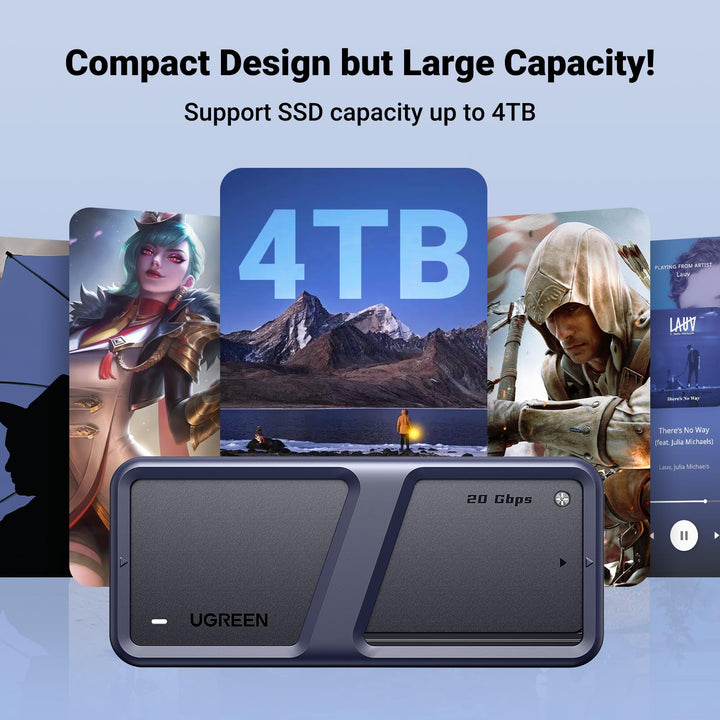 Compact Design but Large Capacity!
Support SSD capacity up to 4TB
4TB
PLAYING FROM ARTIST
Lauv
LAUV
There's No Way
There's No Way
(feat. Julia Michaels)
Lauv, Julia Michaels
20 Gbps
UGREEN